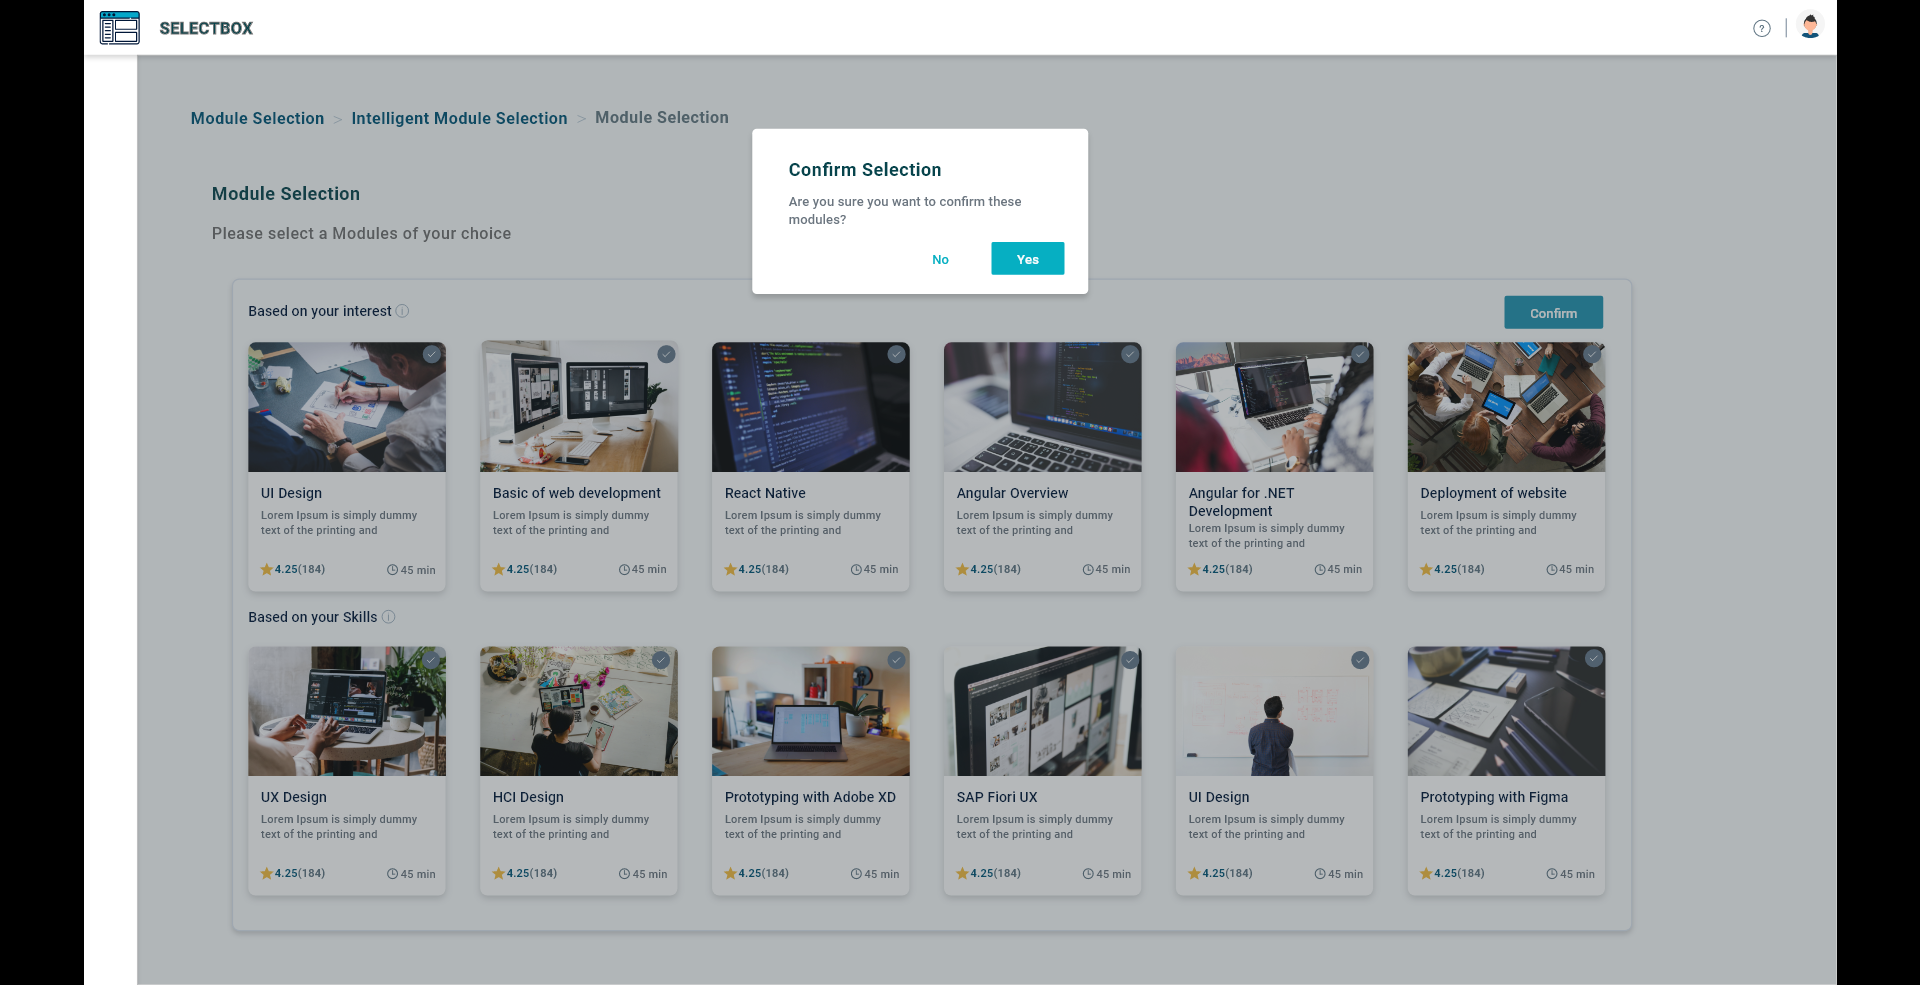 SELECTBOX
?
Module Selection > Intelligent Module Selection > Module Selection
Confirm Selection
Are you sure you want to confirm these
modules?
No
Yes
Module Selection
Please select a Modules of your choice
Based on your interest
Confirm
UI Design
Lorem Ipsum is simply dummy
text of the printing and
4.25(184)
45 min
Basic of web development
Lorem Ipsum is simply dummy
text of the printing and
4.25(184)
45 min
React Native
Lorem Ipsum is simply dummy
text of the printing and
4.25(184)
45 min
Angular Overview
Lorem Ipsum is simply dummy
text of the printing and
4.25(184)
45 min
Angular for .NET
Development
Lorem Ipsum is simply dummy
text of the printing and
4.25(184)
45 min
Deployment of website
Lorem Ipsum is simply dummy
text of the printing and
4.25(184)
45 min
Based on your Skills
UX Design
Lorem Ipsum is simply dummy
text of the printing and
4.25(184)
45 min
HCI Design
Lorem Ipsum is simply dummy
text of the printing and
4.25(184)
45 min
Prototyping with Adobe XD
Lorem Ipsum is simply dummy
text of the printing and
4.25(184)
45 min
SAP Fiori UX
Lorem Ipsum is simply dummy
text of the printing and
4.25(184)
45 min
UI Design
Lorem Ipsum is simply dummy
text of the printing and
4.25(184)
45 min
Prototyping with Figma
Lorem Ipsum is simply dummy
text of the printing and
4.25(184)
45 min